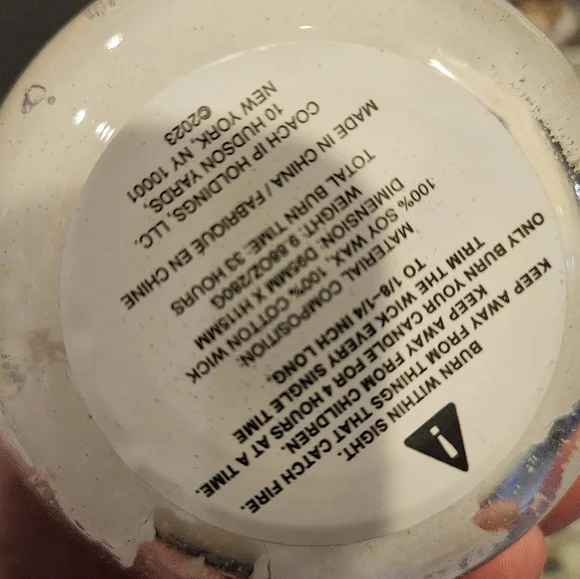 BURN WITHIN SIGHT.
KEEP AWAY FROM THINGS THAT CATCH FIRE.
KEEP AWAY FROM CHILDREN.
ONLY BURN YOUR CANDLE FOR 4 HOURS AT A TIME.
TRIM THE WICK EVERY SINGLE TIME
TO 1/8-1/4 INCH LONG.
MATERIAL COMPOSITION:
100% SOY WAX, 100% COTTON WICK
DIMENSION: D95MM X H115MM
WEIGHT: 9.88OZ/280G
TOTAL BURN TIME: 33 HOURS
MADE IN CHINA / FABRIQUÉ EN CHINE
COACH IP HOLDINGS, LLC.
10 HUDSON YARDS,
NEW YORK, NY 10001
©2023